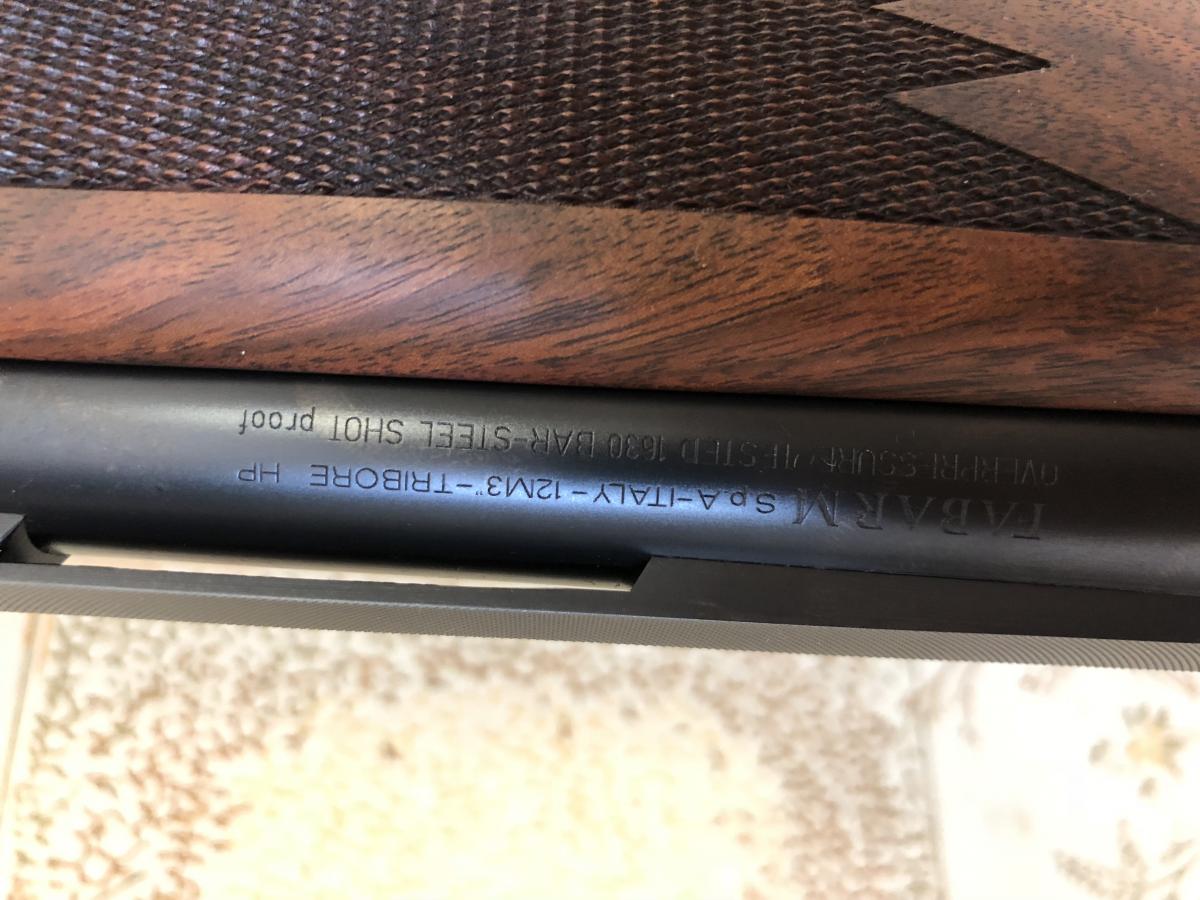 FABARM S.p.A-ITALY-12M3"-TRIBORE HP
OVERPRESSURE TESTED 1630 BAR-STEEL SHOT proof